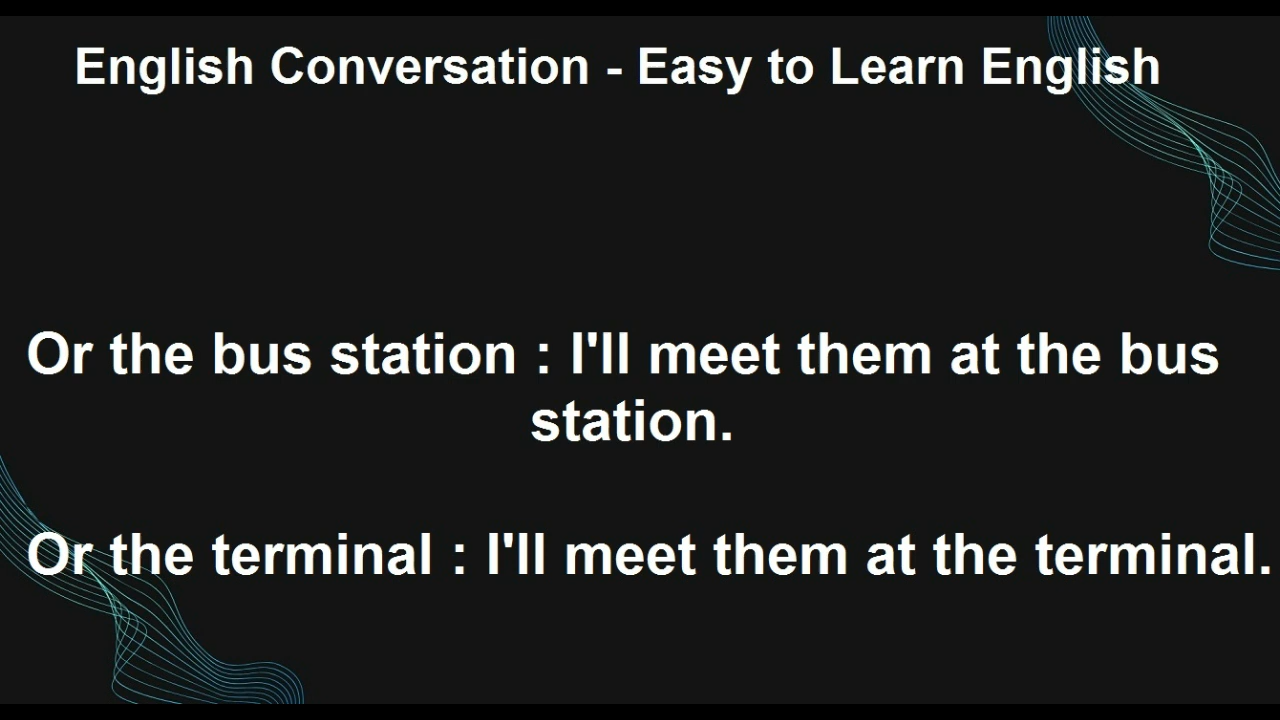 English Conversation - Easy to Learn English
Or the bus station : I'll meet them at the bus
station.
Or the terminal : I'll meet them at the terminal.